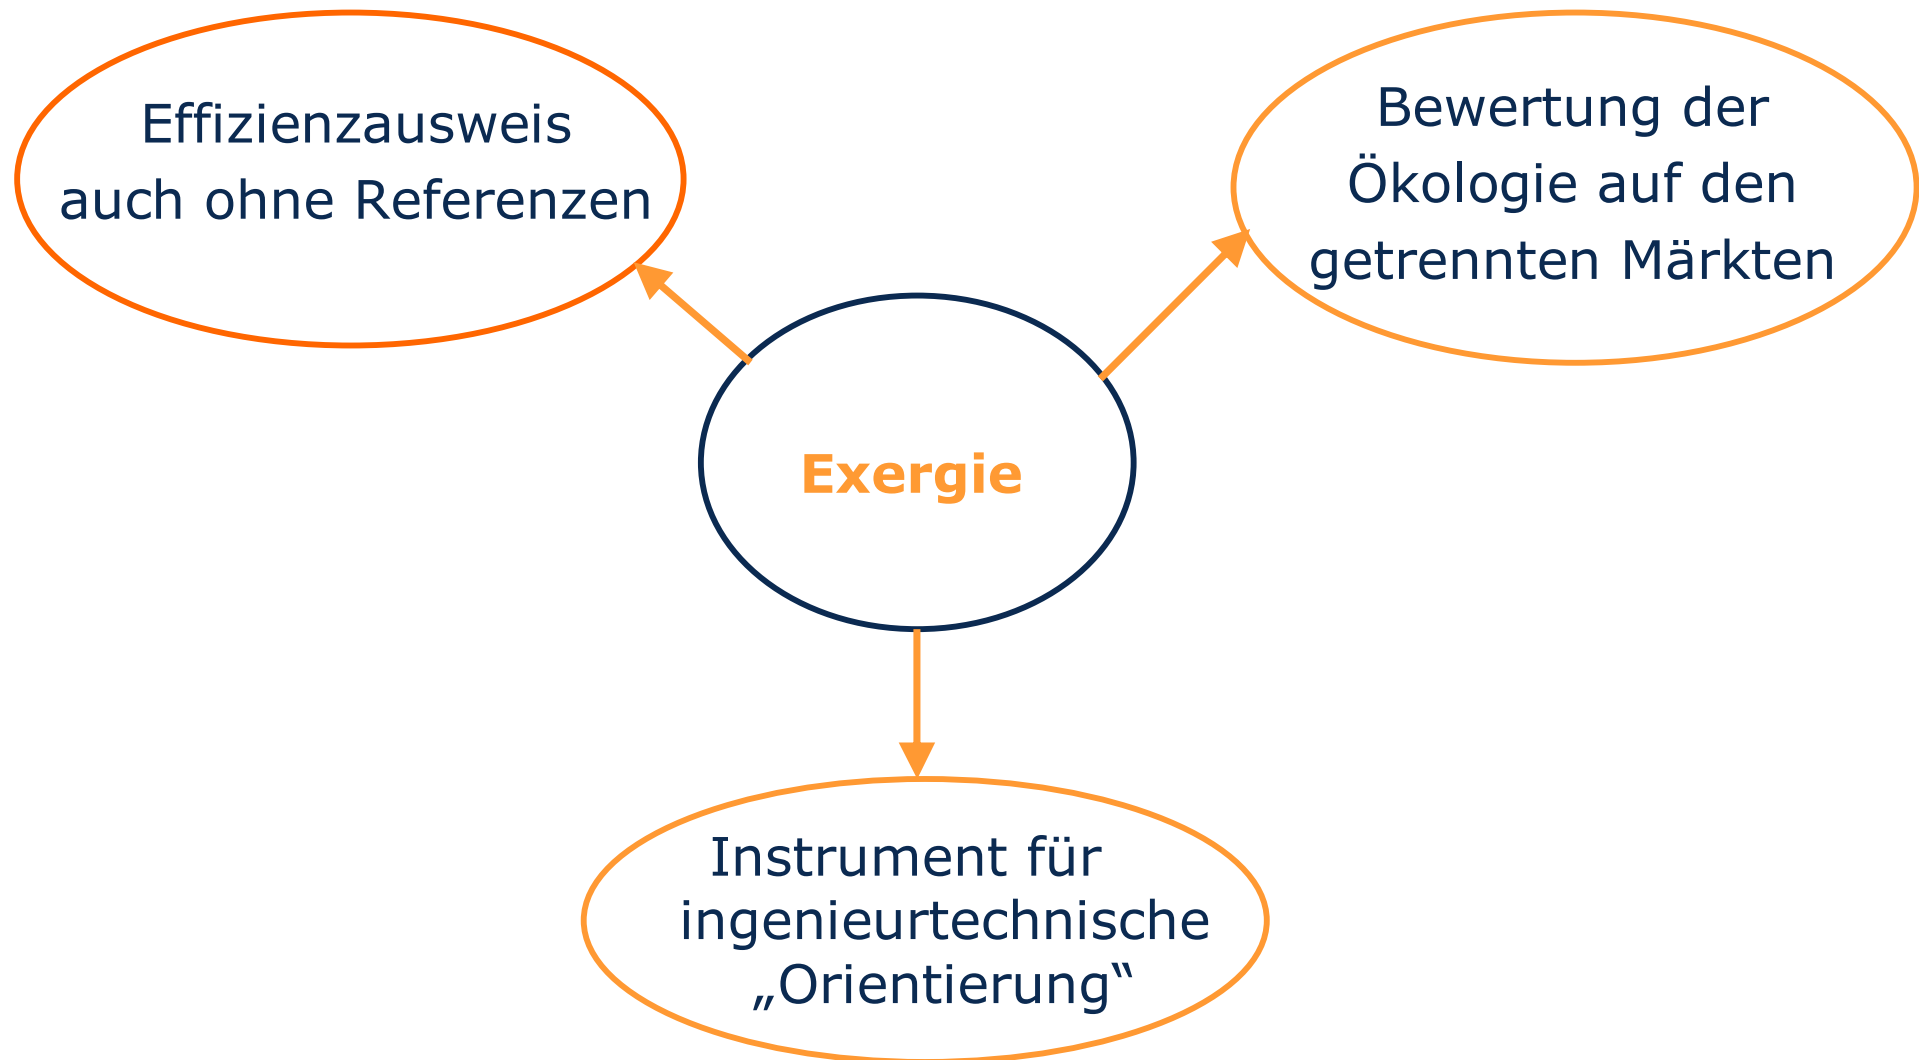 Effizienzausweis
auch ohne Referenzen
Bewertung der
Ökologie auf den
getrennten Märkten
Exergie
Instrument für
ingenieurtechnische
„Orientierung“